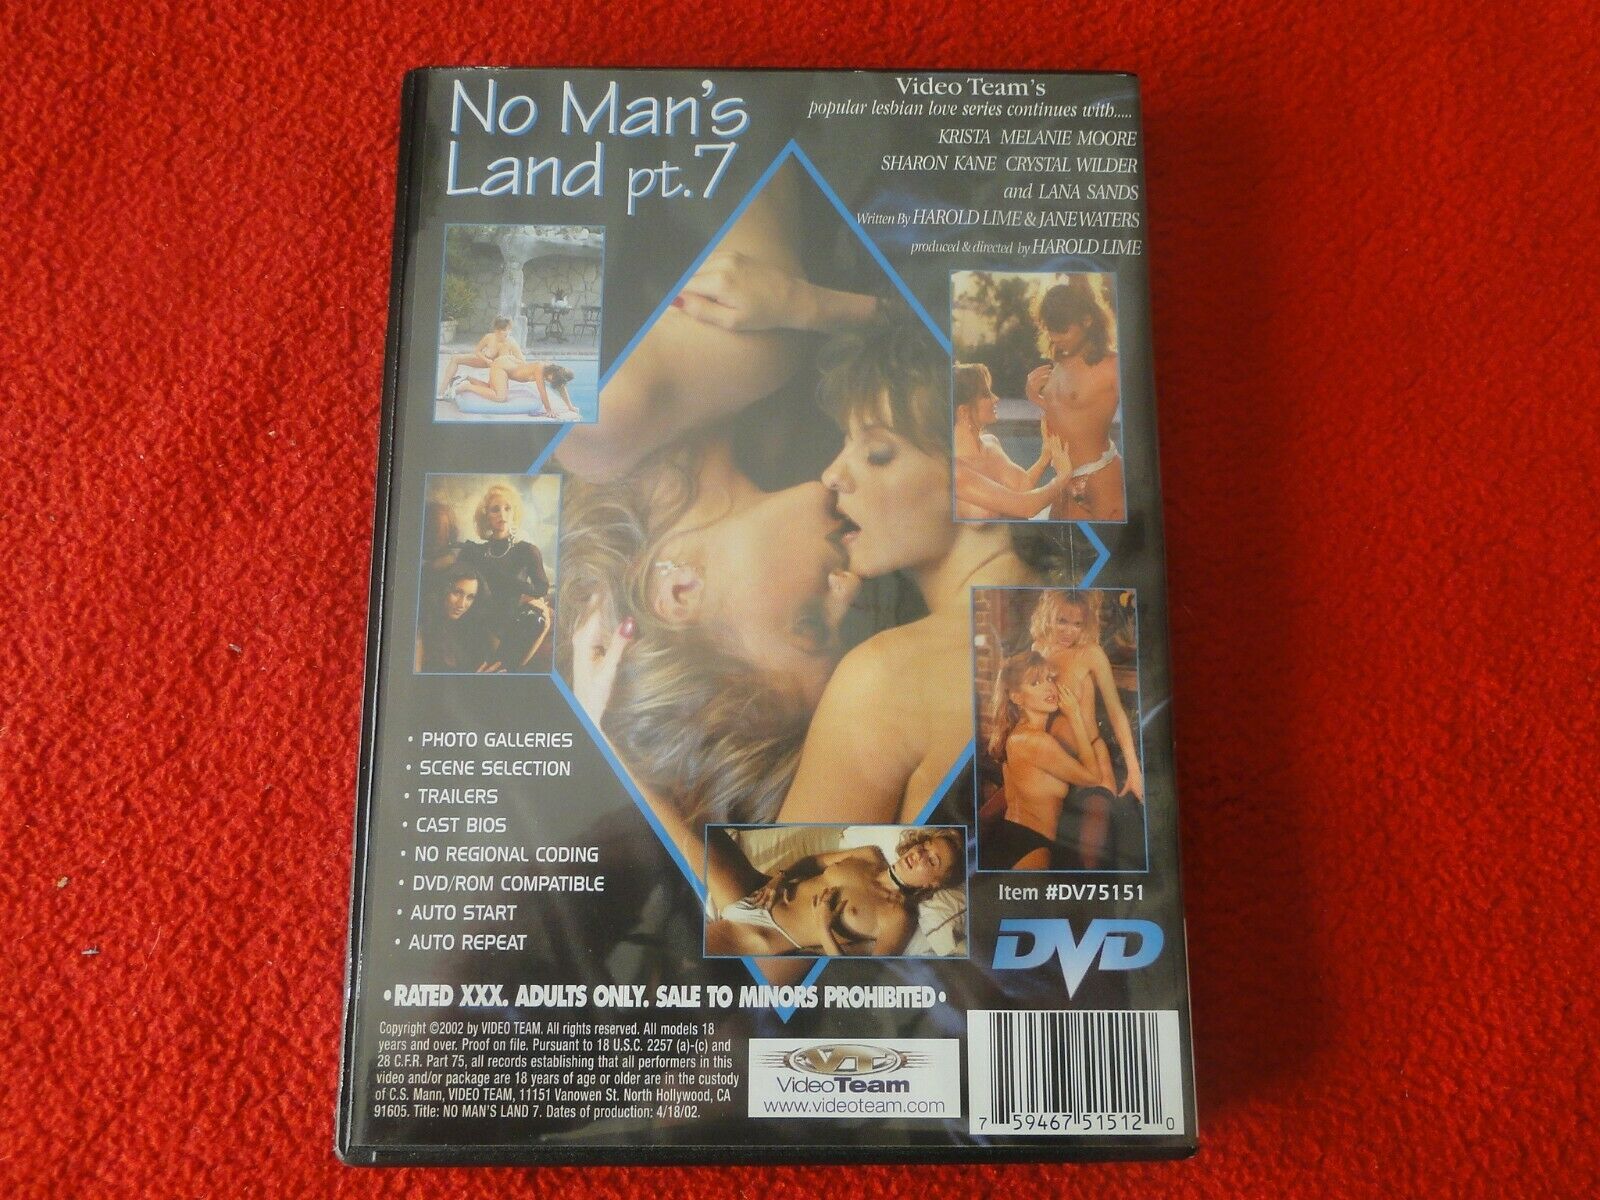 No Man's
Land pt.7
Video Team's
popular lesbian love series continues with.....
KRISTA MELANIE MOORE
SHARON KANE CRYSTAL WILDER
and LANA SANDS
Written By HAROLD LIME & JANE WATERS
produced & directed by HAROLD LIME
• PHOTO GALLERIES
• SCENE SELECTION
• TRAILERS
• CAST BIOS
• NO REGIONAL CODING
• DVD/ROM COMPATIBLE
• AUTO START
• AUTO REPEAT
Item #DV75151
DVD
•RATED XXX. ADULTS ONLY. SALE TO MINORS PROHIBITED•
Copyright ©2002 by VIDEO TEAM. All rights reserved. All models 18
years and over. Proof on file. Pursuant to 18 U.S.C. 2257 (a)-(c) and
28 C.F.R. Part 75, all records establishing that all performers in this
video and/or package are 18 years of age or older are in the custody
of C.S. Mann, VIDEO TEAM, 11151 Vanowen St. North Hollywood, CA
91605. Title: NO MAN'S LAND 7. Dates of production: 4/18/02.
VT
VideoTeam
www.videoteam.com
7 59467 51512 0